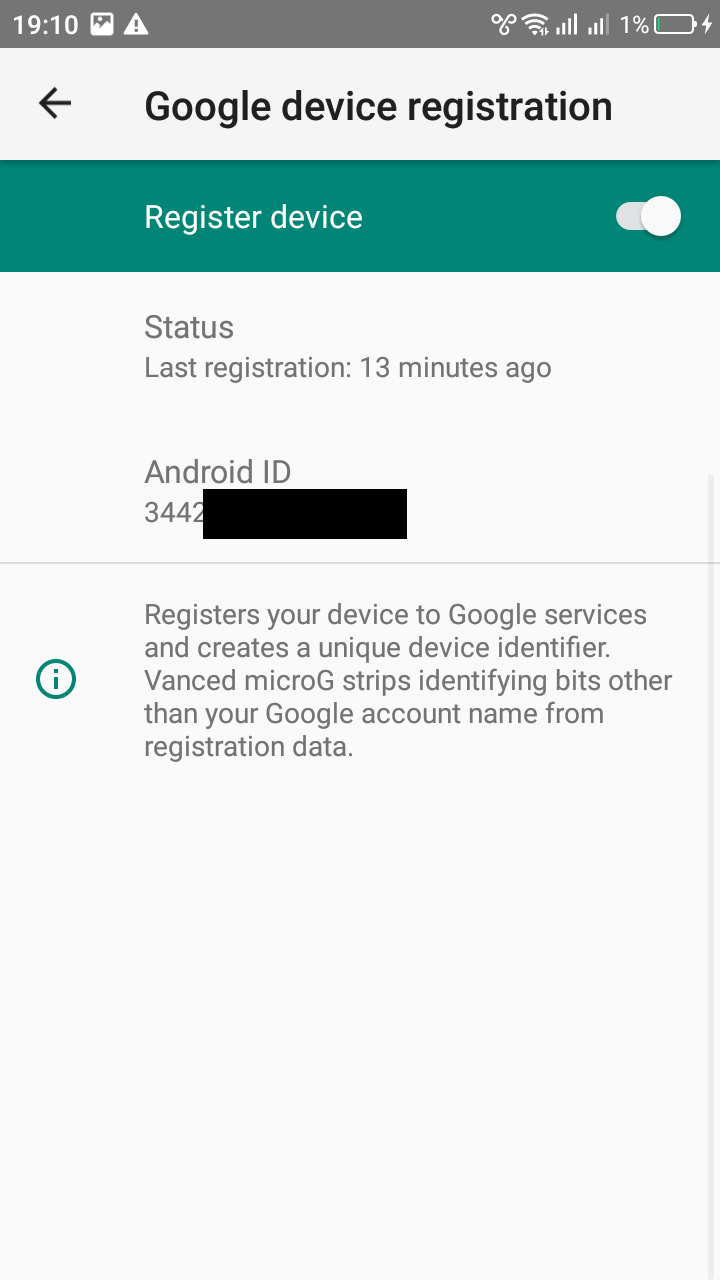 19:10 1%
Google device registration
Register device
Status
Last registration: 13 minutes ago
Android ID
3442
Registers your device to Google services
and creates a unique device identifier.
Vanced microG strips identifying bits other
than your Google account name from
registration data.